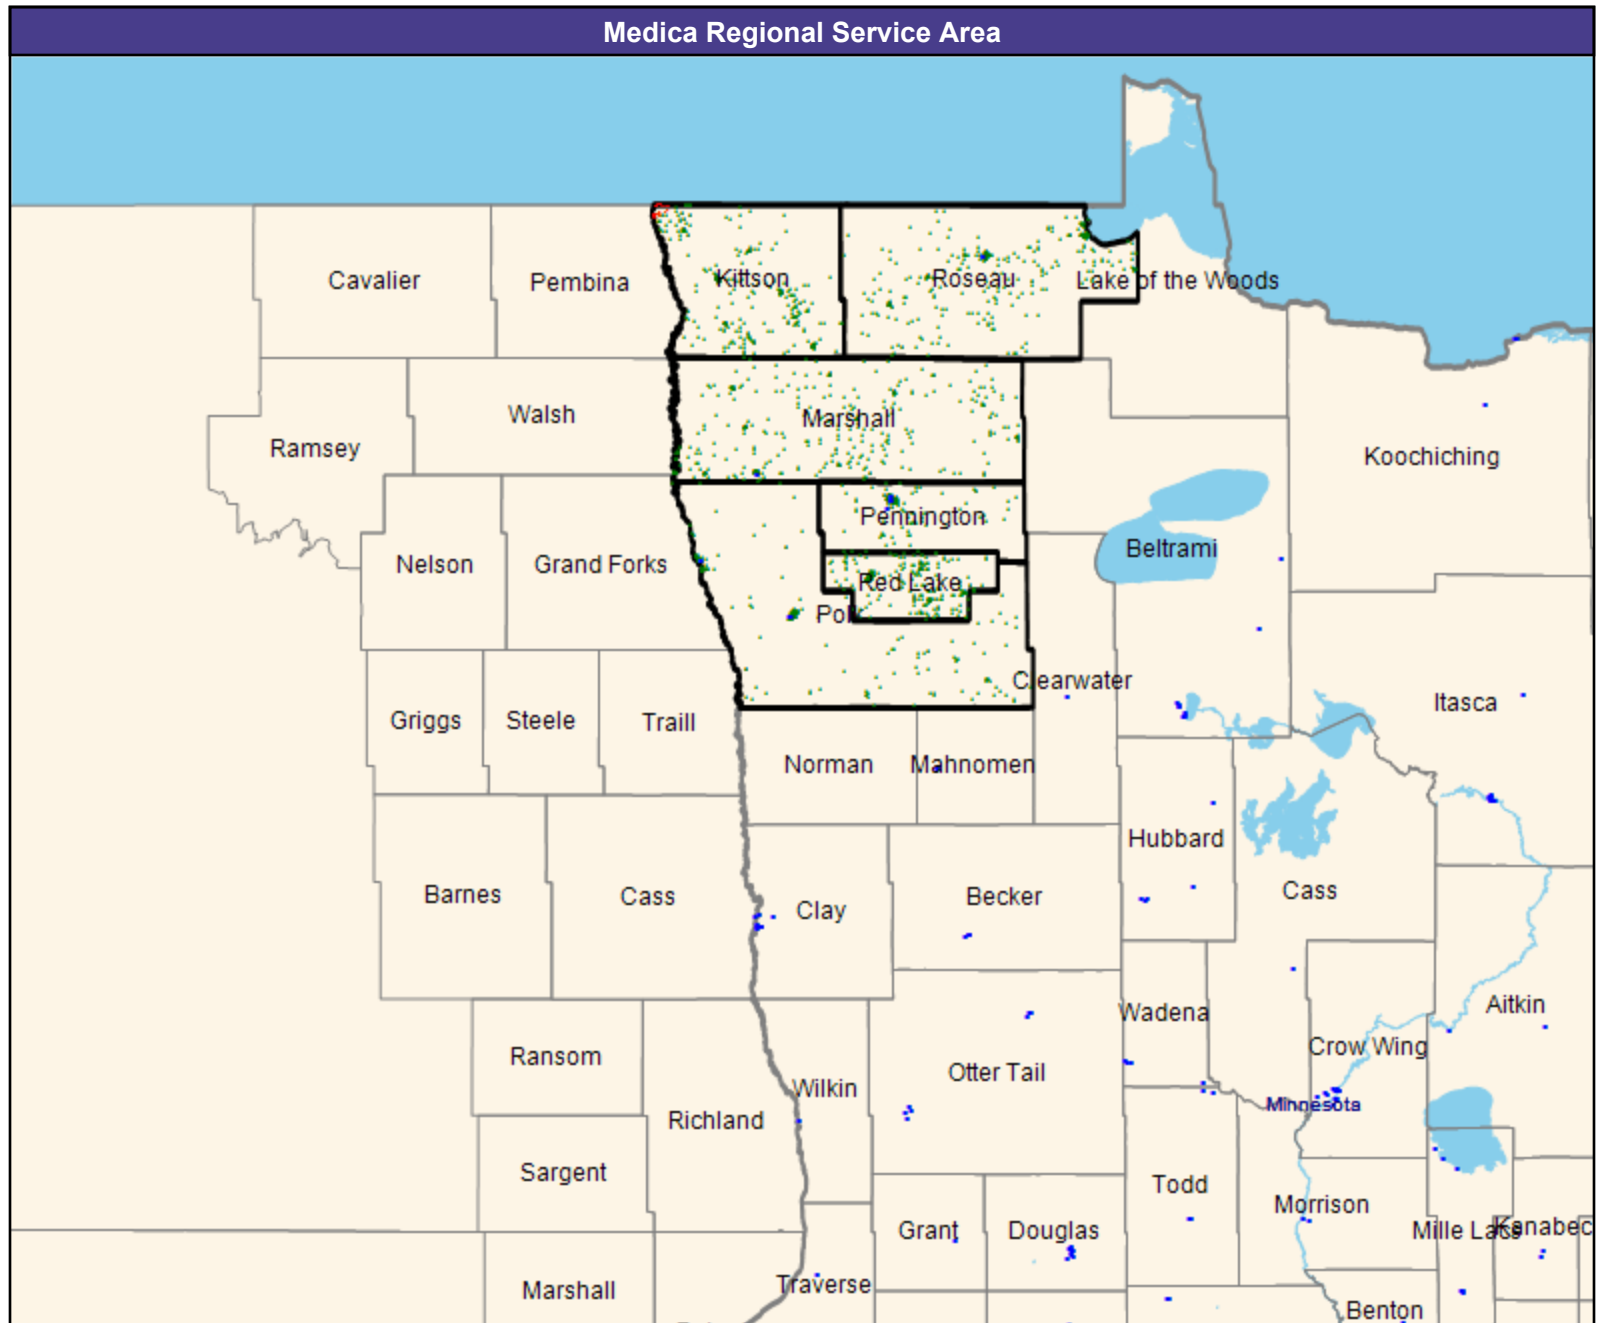 Medica Regional Service Area
Cavalier
Pembina
Kittson
Roseau
Lake of the Woods
Walsh
Marshall
Ramsey
Koochiching
Pennington
Nelson
Grand Forks
Beltrami
Red Lake
Polk
Clearwater
Itasca
Griggs
Steele
Traill
Norman
Mahnomen
Hubbard
Barnes
Cass
Clay
Becker
Cass
Aitkin
Wadena
Crow Wing
Ransom
Otter Tail
Wilkin
Minnesota
Richland
Sargent
Todd
Morrison
Grant
Douglas
Mille Lacs
Kanabec
Marshall
Traverse
Benton